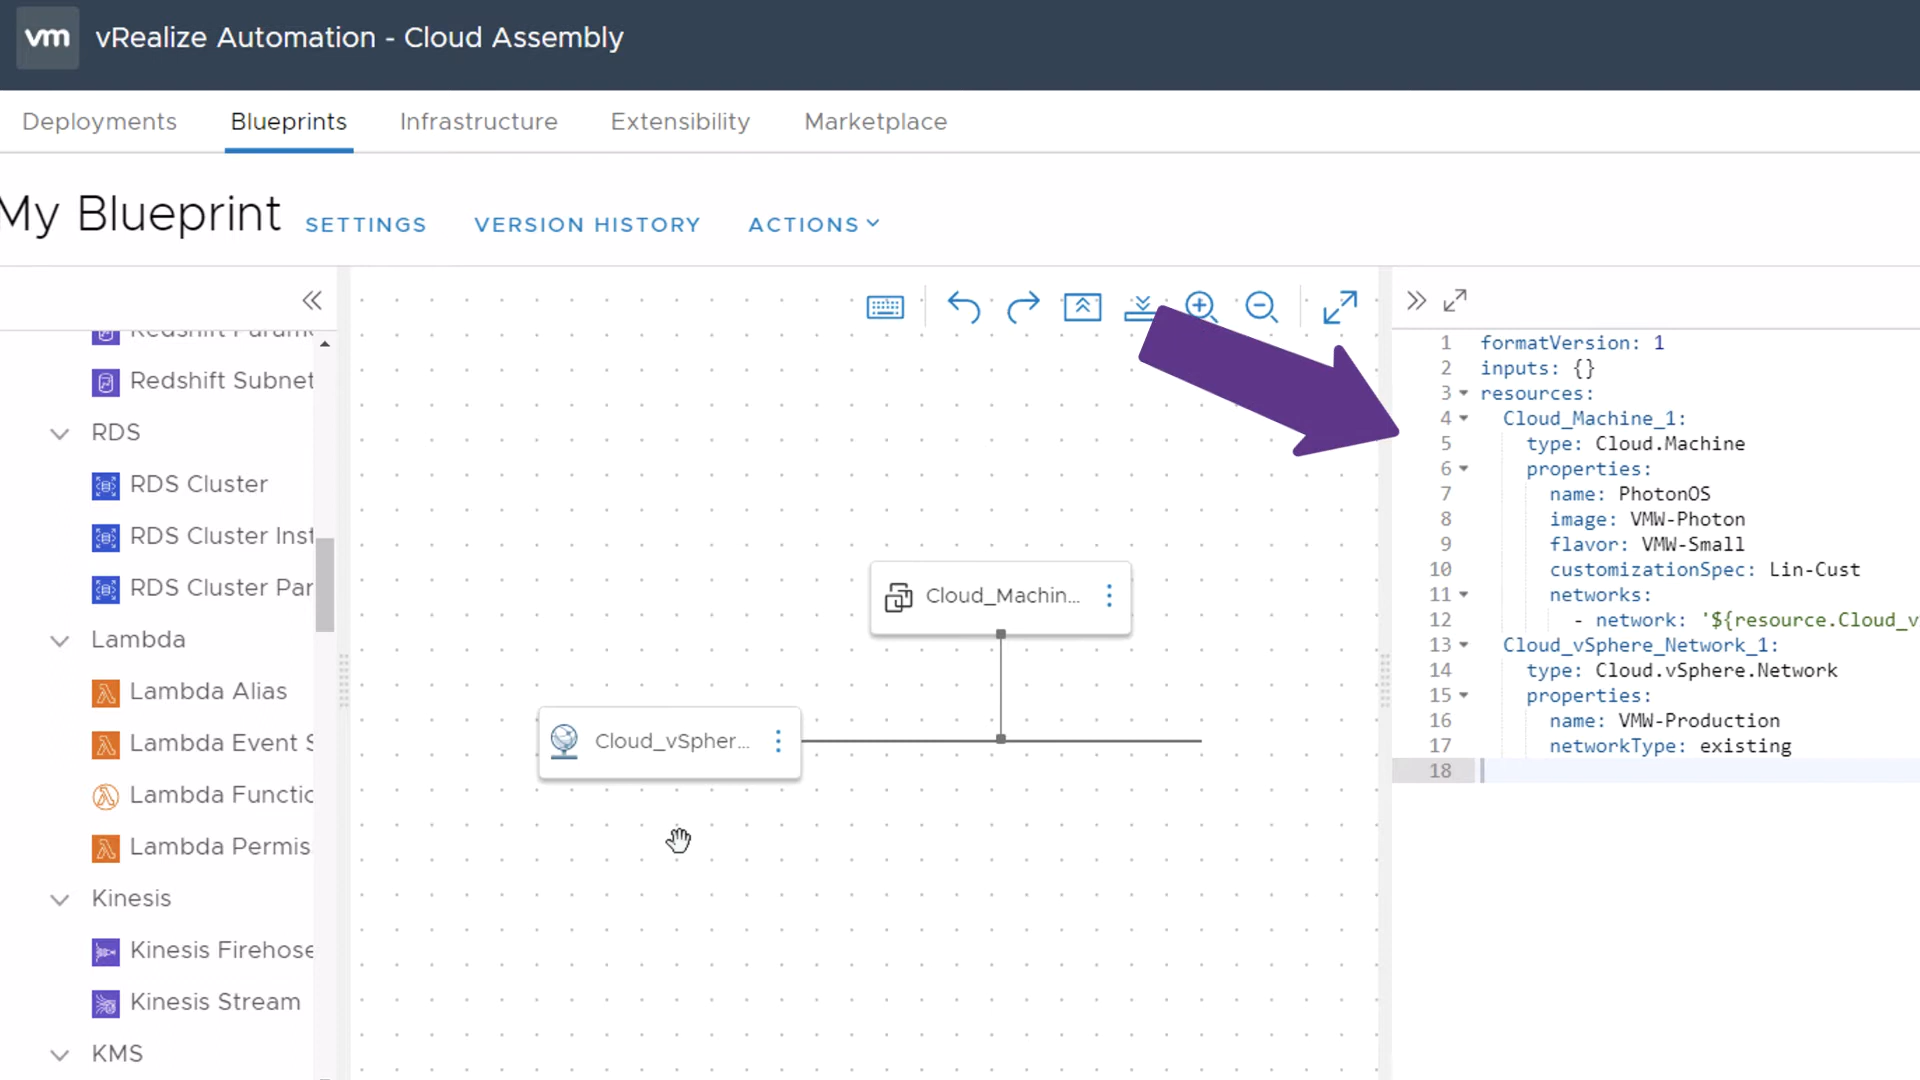 vm vRealize Automation - Cloud Assembly
Deployments Blueprints Infrastructure Extensibility Marketplace
My Blueprint SETTINGS VERSION HISTORY ACTIONS
Redshift Param
Redshift Subnet
RDS
RDS Cluster
RDS Cluster Inst
RDS Cluster Par
Lambda
Lambda Alias
Lambda Event S
Lambda Functic
Lambda Permis
Kinesis
Kinesis Firehose
Kinesis Stream
KMS
Cloud_Machin...
Cloud_vSpher...
1 formatVersion: 1
2 inputs: {}
3 resources:
4 Cloud_Machine_1:
5 type: Cloud.Machine
6 properties:
7 name: PhotonOS
8 image: VMW-Photon
9 flavor: VMW-Small
10 customizationSpec: Lin-Cust
11 networks:
12 - network: '${resource.Cloud_v
13 Cloud_vSphere_Network_1:
14 type: Cloud.vSphere.Network
15 properties:
16 name: VMW-Production
17 networkType: existing
18